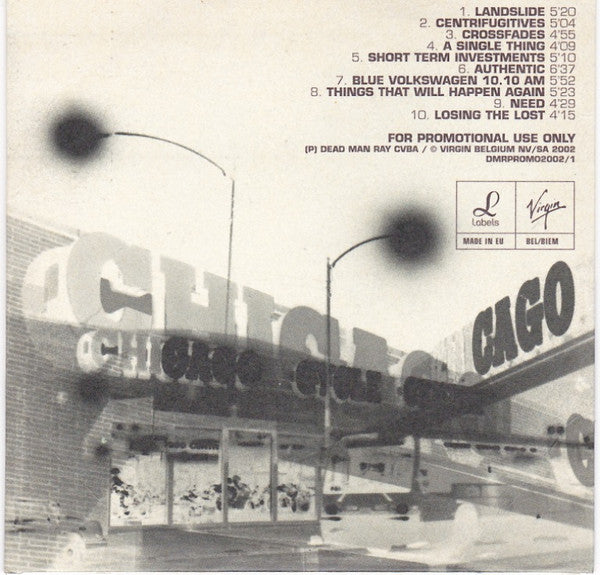 1. LANDSLIDE 5'20
2. CENTRIFUGITIVES 5'04
3. CROSSFADES 4'55
4. A SINGLE THING 4'09
5. SHORT TERM INVESTMENTS 5'10
6. AUTHENTIC 6'37
7. BLUE VOLKSWAGEN 10.10 AM 5'52
8. THINGS THAT WILL HAPPEN AGAIN 5'23
9. NEED 4'29
10. LOSING THE LOST 4'15
FOR PROMOTIONAL USE ONLY
(P) DEAD MAN RAY CVBA / © VIRGIN BELGIUM NV/SA 2002
DMRPROMO2002/1
L
Labels
Virgin
MADE IN EU
BEL/BIEM
CAGO
CHICAGO CYCLE